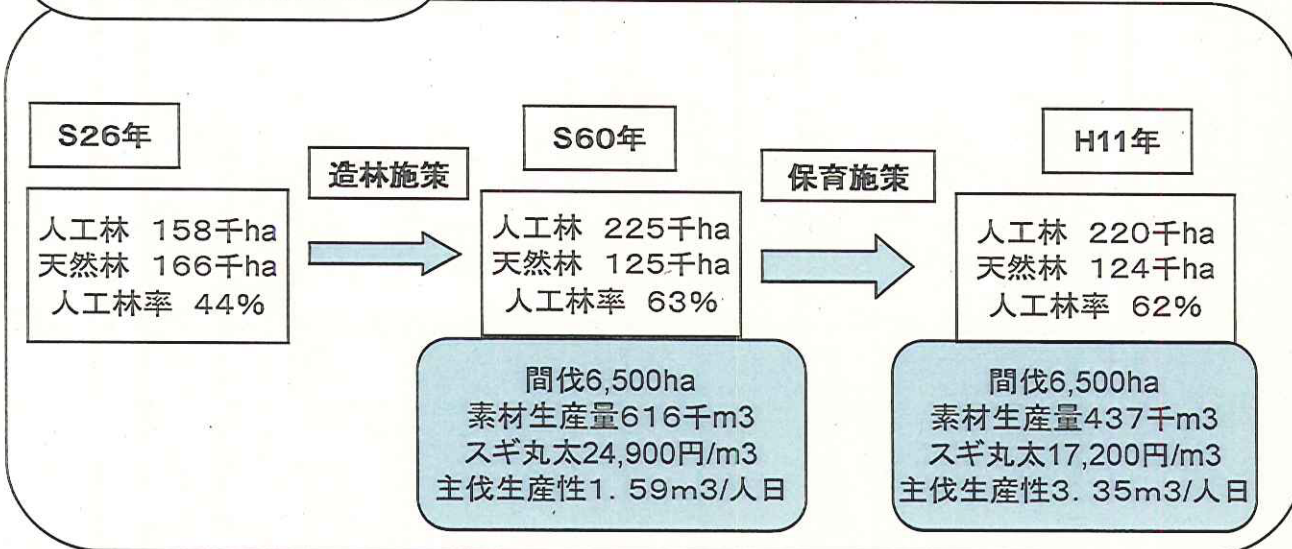 S26年
人工林 158千ha
天然林 166千ha
人工林率 44%
造林施策
S60年
人工林 225千ha
天然林 125千ha
人工林率 63%
間伐6,500ha
素材生産量616千m3
スギ丸太24,900円/m3
主伐生産性1. 59m3/人日
保育施策
H11年
人工林 220千ha
天然林 124千ha
人工林率 62%
間伐6,500ha
素材生産量437千m3
スギ丸太17,200円/m3
主伐生産性3. 35m3/人日